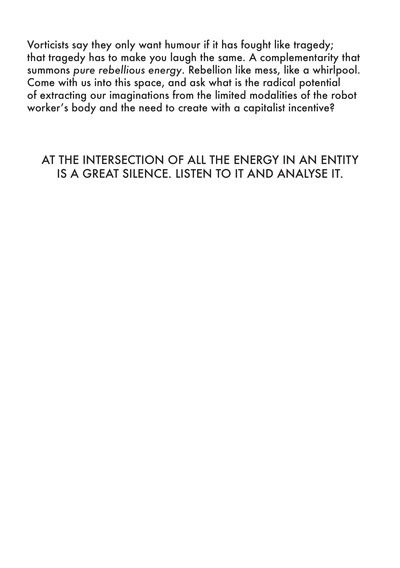 Vorticists say they only want humour if it has fought like tragedy;
that tragedy has to make you laugh the same. A complementarity that
summons pure rebellious energy. Rebellion like mess, like a whirlpool.
Come with us into this space, and ask what is the radical potential
of extracting our imaginations from the limited modalities of the robot
worker’s body and the need to create with a capitalist incentive?
AT THE INTERSECTION OF ALL THE ENERGY IN AN ENTITY
IS A GREAT SILENCE. LISTEN TO IT AND ANALYSE IT.